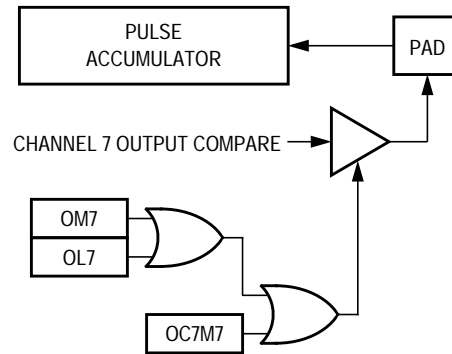 PULSE
ACCUMULATOR
PAD
CHANNEL 7 OUTPUT COMPARE
OM7
OL7
OC7M7